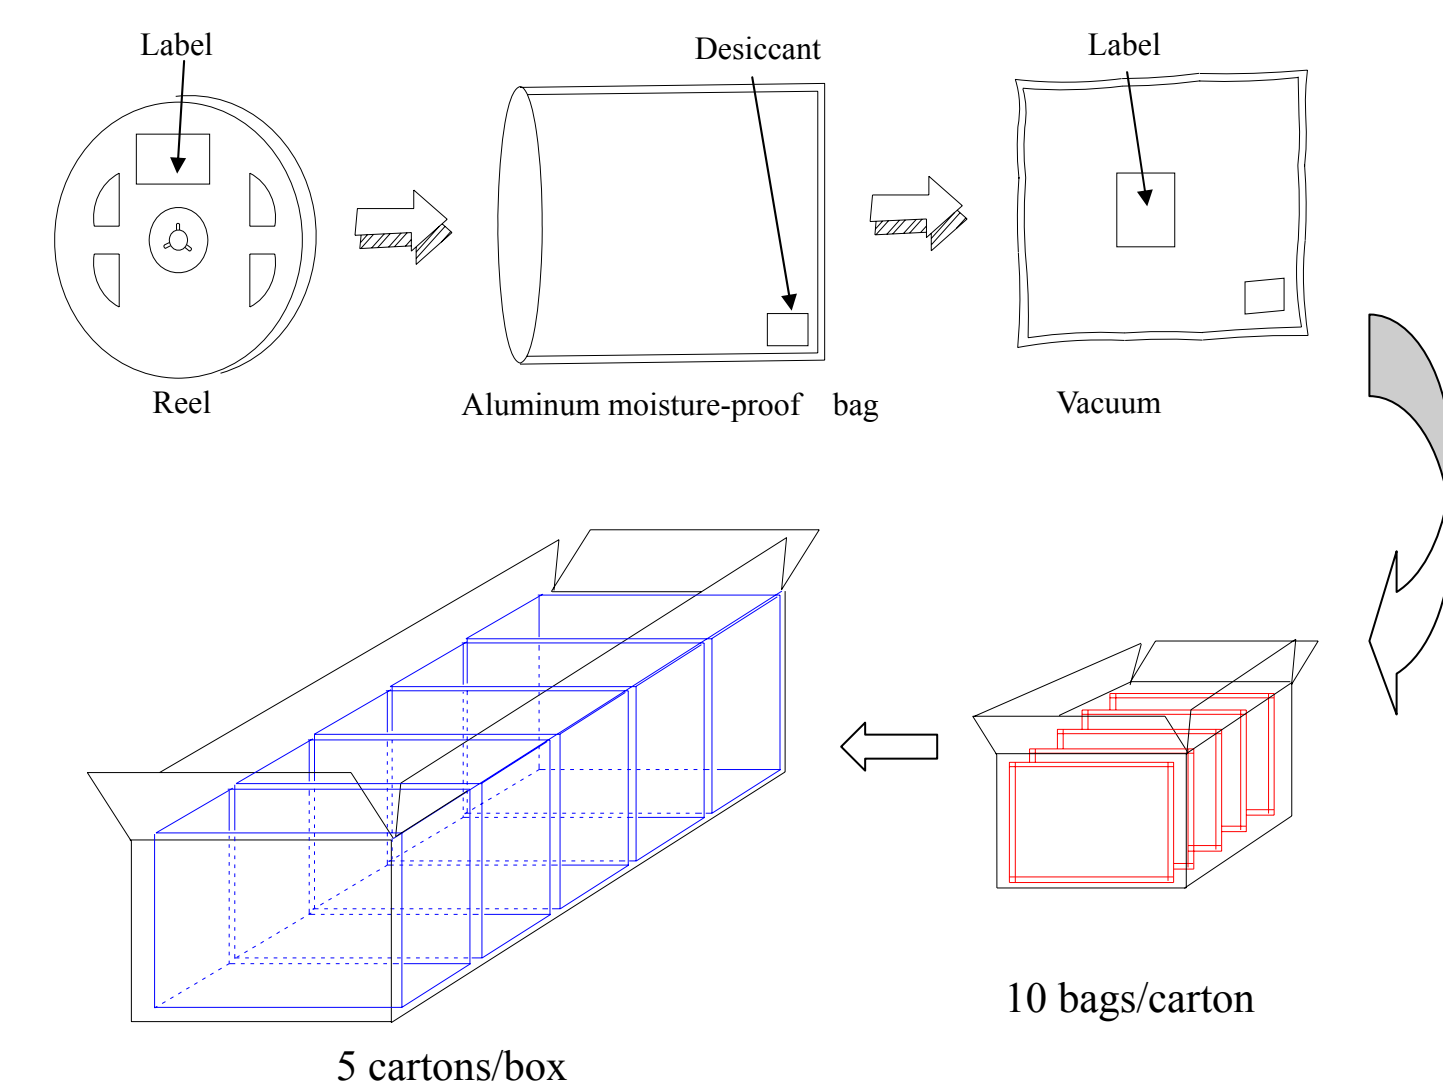 Label
Desiccant
Label
Reel
Aluminum moisture-proof bag
Vacuum
10 bags/carton
5 cartons/box